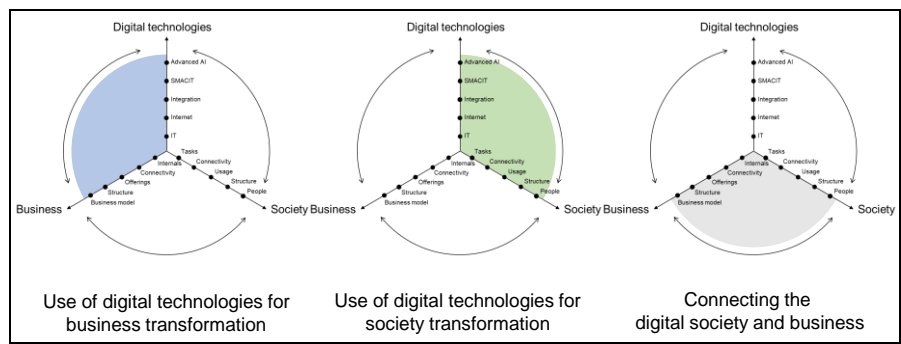 Digital technologies
Advanced AI
SMACIT
Integration
Internet
IT
Tasks
Connectivity
Usage
Structure
People
Society
Internals
Connectivity
Offerings
Structure
Business model
Business
Use of digital technologies for
business transformation
Digital technologies
Advanced AI
SMACIT
Integration
Internet
IT
Tasks
Connectivity
Usage
Structure
People
Society
Internals
Connectivity
Offerings
Structure
Business model
Business
Use of digital technologies for
society transformation
Digital technologies
Advanced AI
SMACIT
Integration
Internet
IT
Tasks
Connectivity
Usage
Structure
People
Society
Internals
Connectivity
Offerings
Structure
Business model
Business
Connecting the
digital society and business